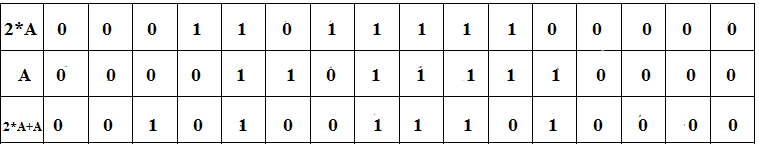 2*A 0 0 0 1 1 0 1 1 1 1 1 0 0 0 0 0
A 0 0 0 0 1 1 0 1 1 1 1 1 0 0 0 0
2*A+A 0 0 1 0 1 0 0 1 1 1 0 1 0 0 0 0